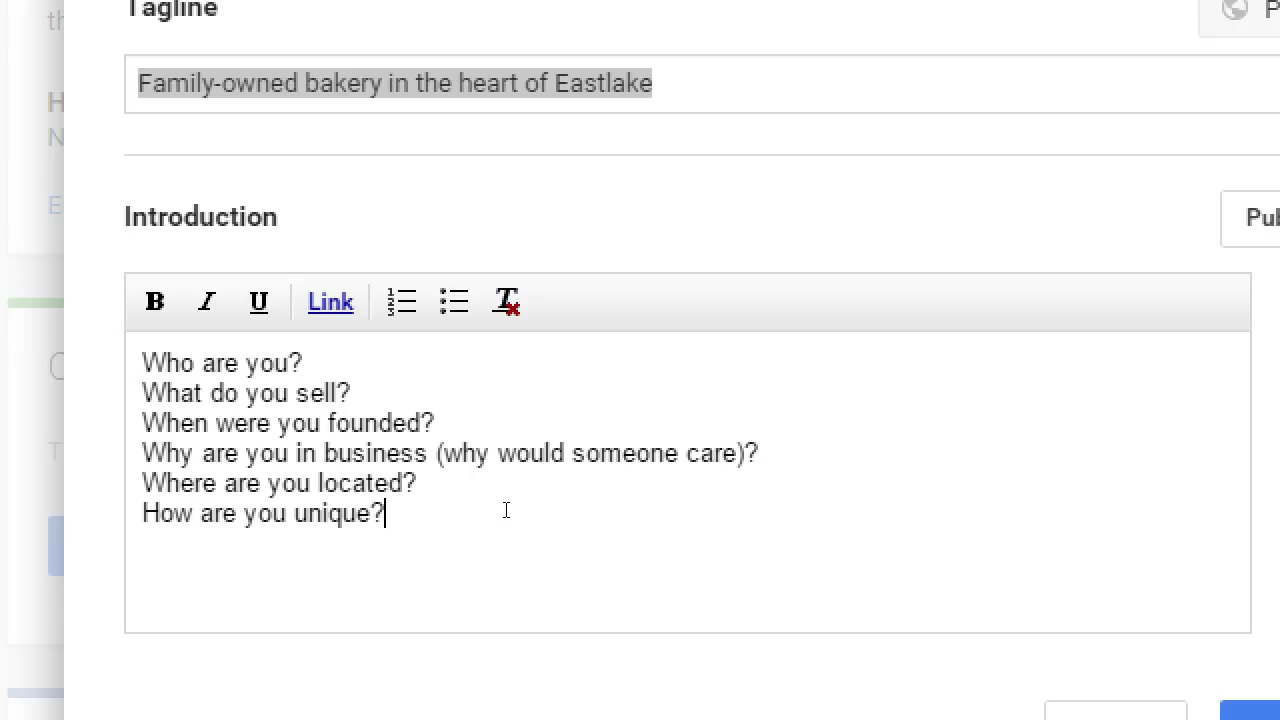 Tagline
Family-owned bakery in the heart of Eastlake
Introduction
B I U Link
Who are you?
What do you sell?
When were you founded?
Why are you in business (why would someone care)?
Where are you located?
How are you unique?